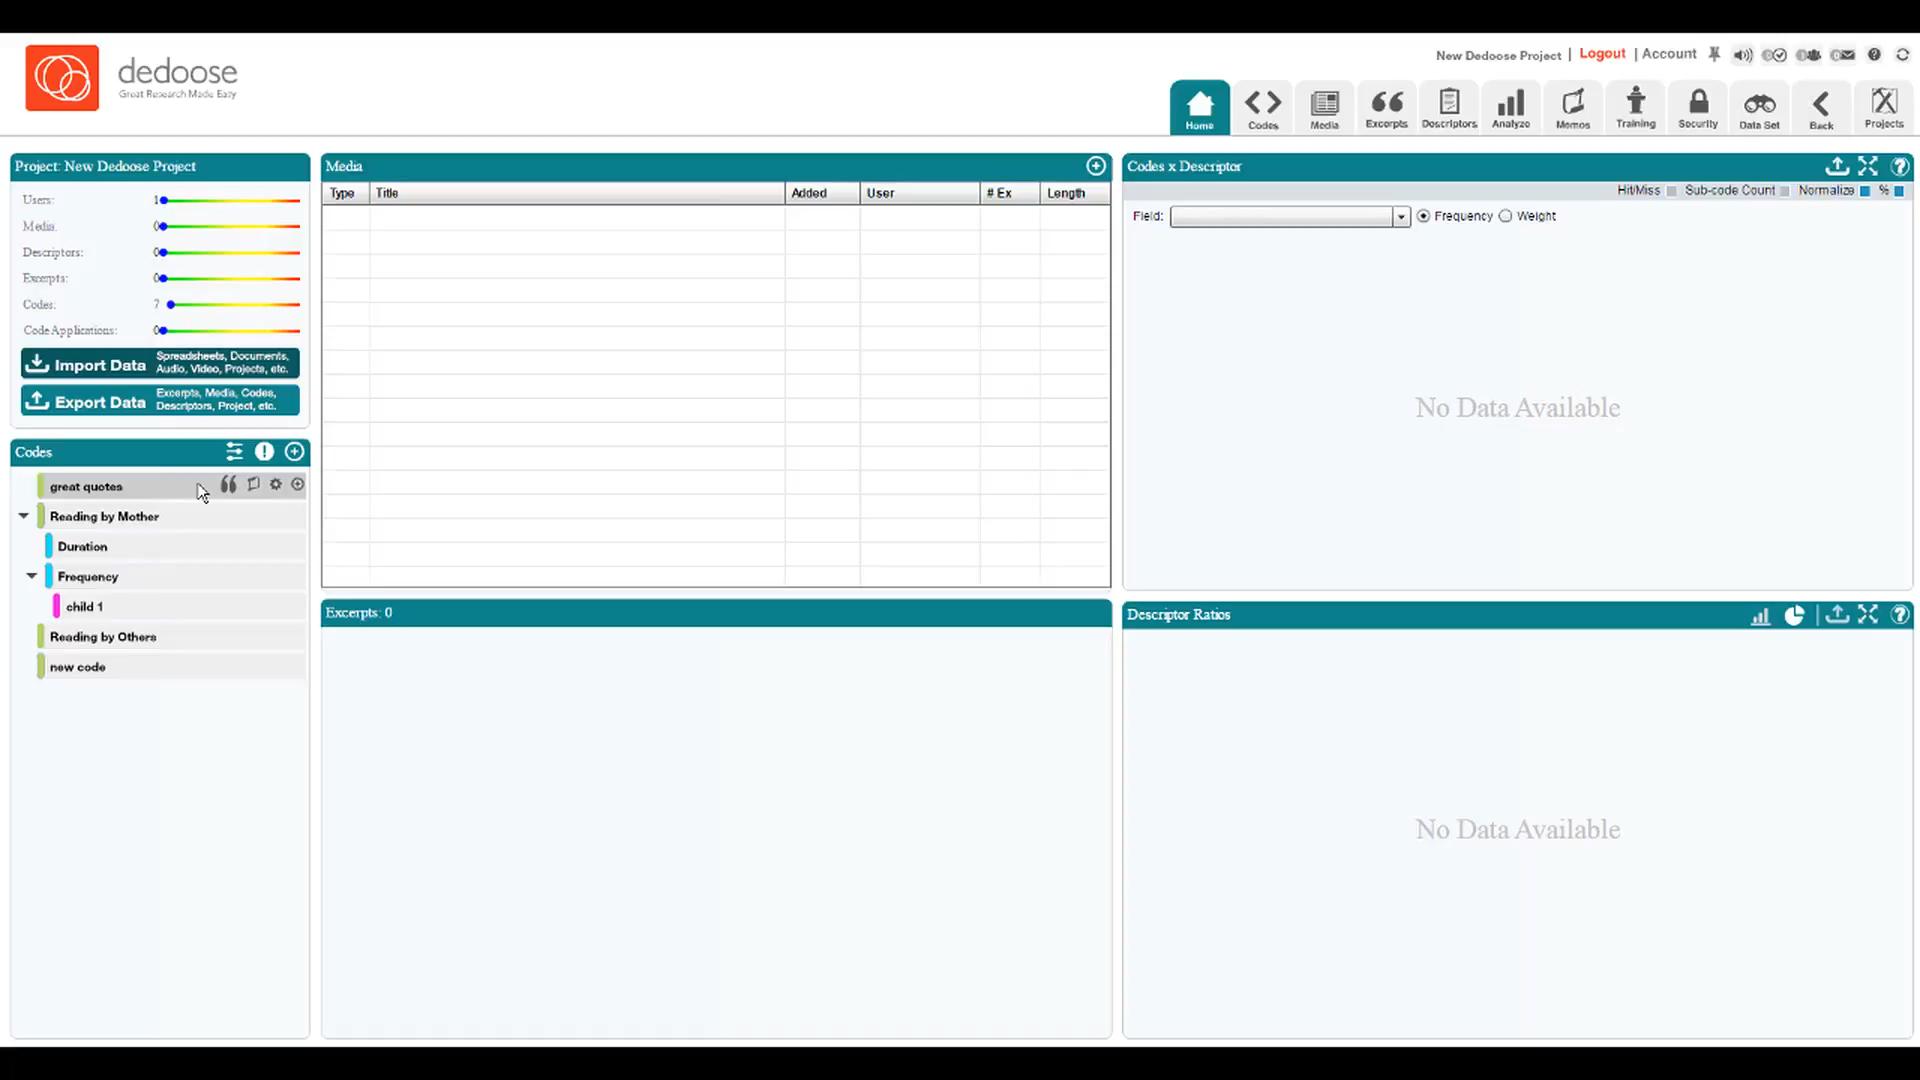 dedoose
Great Research Made Easy
New Dedoose Project | Logout | Account
Home
Codes
Media
Excerpts
Descriptors
Analyze
Memos
Training
Security
Data Set
Back
Projects
Project: New Dedoose Project
Users: 1
Media: 0
Descriptors: 0
Excerpts: 0
Codes: 7
Code Applications: 0
Import Data
Spreadsheets, Documents,
Audio, Video, Projects, etc.
Export Data
Excerpts, Media, Codes,
Descriptors, Project, etc.
Codes
great quotes
Reading by Mother
Duration
Frequency
child 1
Reading by Others
new code
Media
Type Title Added User # Ex Length
Excerpts: 0
Codes x Descriptor
Hit/Miss Sub-code Count Normalize %
Field: Frequency Weight
No Data Available
Descriptor Ratios
No Data Available